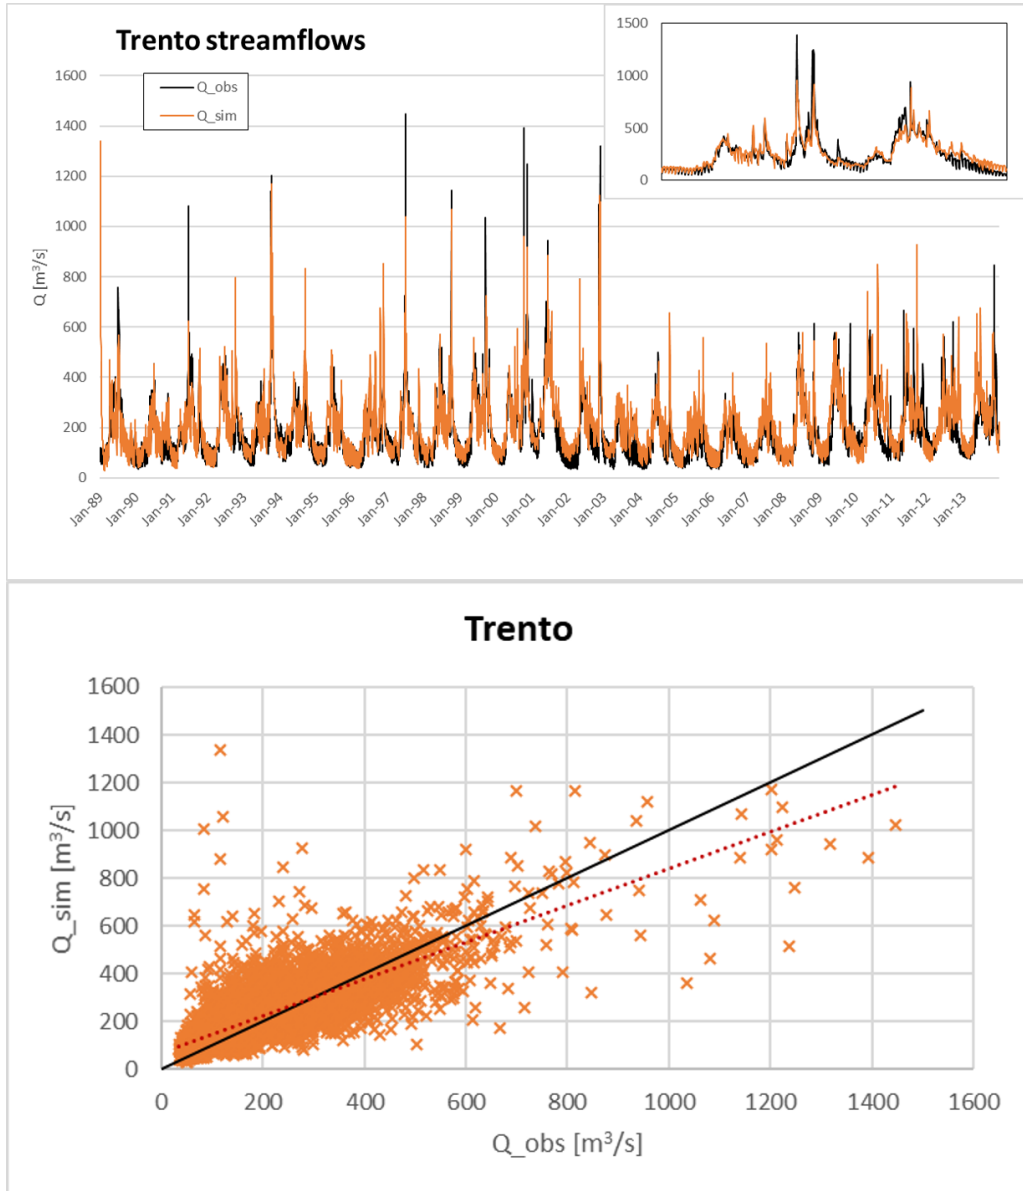 Trento streamflows
Q_obs
Q_sim
1600
1400
1200
1000
800
600
400
200
0
Q [m³/s]
Jan-89
Jan-90
Jan-91
Jan-92
Jan-93
Jan-94
Jan-95
Jan-96
Jan-97
Jan-98
Jan-99
Jan-00
Jan-01
Jan-02
Jan-03
Jan-04
Jan-05
Jan-06
Jan-07
Jan-08
Jan-09
Jan-10
Jan-11
Jan-12
Jan-13
1500
1000
500
0
Trento
1600
1400
1200
1000
800
600
400
200
0
Q_sim [m³/s]
0 200 400 600 800 1000 1200 1400 1600
Q_obs [m³/s]